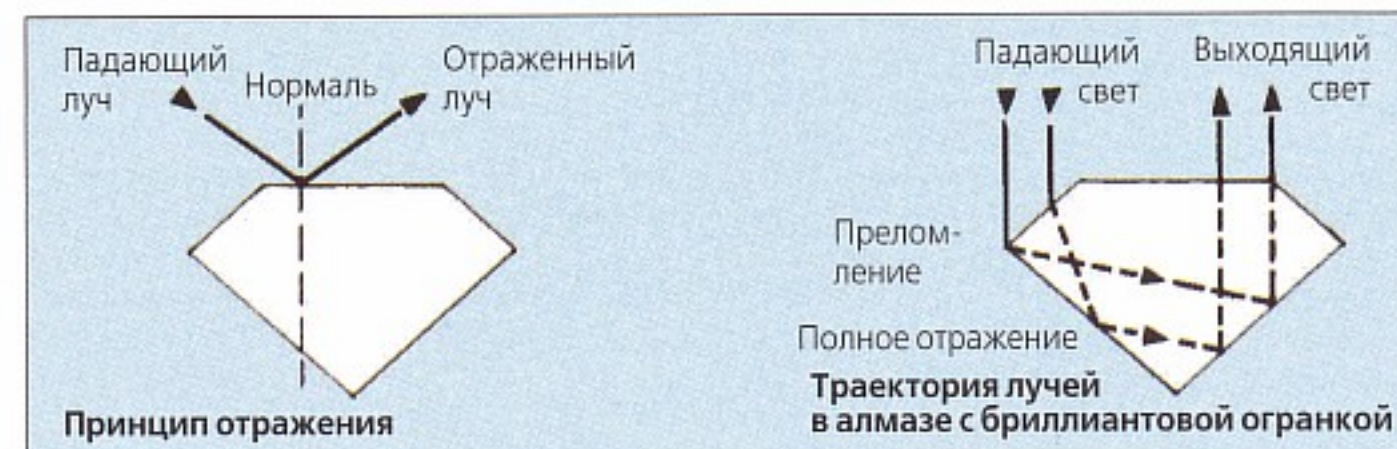 Падающий
луч
Нормаль
Отраженный
луч
Принцип отражения
Падающий
свет
Выходящий
свет
Прелом-
ление
Полное отражение
Траектория лучей
в алмазе с бриллиантовой огранкой